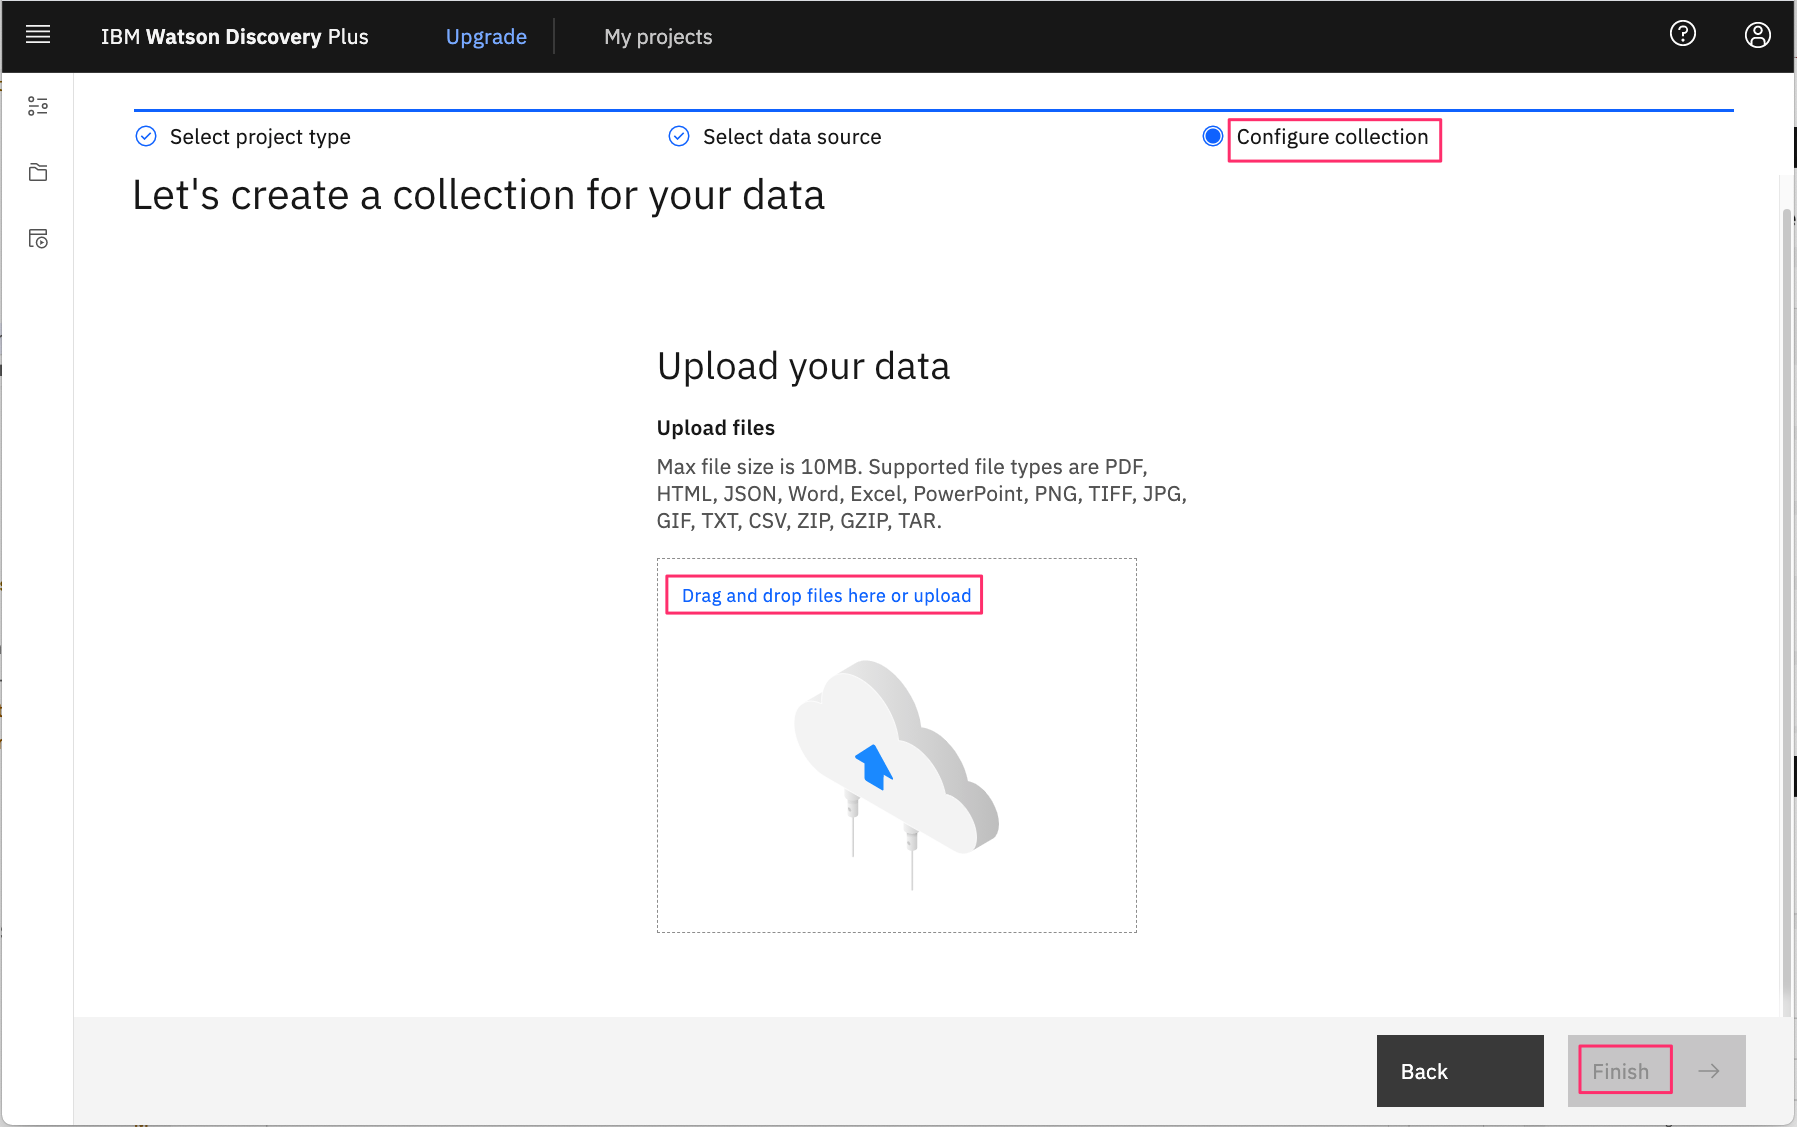 IBM Watson Discovery Plus
Upgrade
My projects
Select project type
Select data source
Configure collection
Let's create a collection for your data
Upload your data
Upload files
Max file size is 10MB. Supported file types are PDF,
HTML, JSON, Word, Excel, PowerPoint, PNG, TIFF, JPG,
GIF, TXT, CSV, ZIP, GZIP, TAR.
Drag and drop files here or upload
Back
Finish